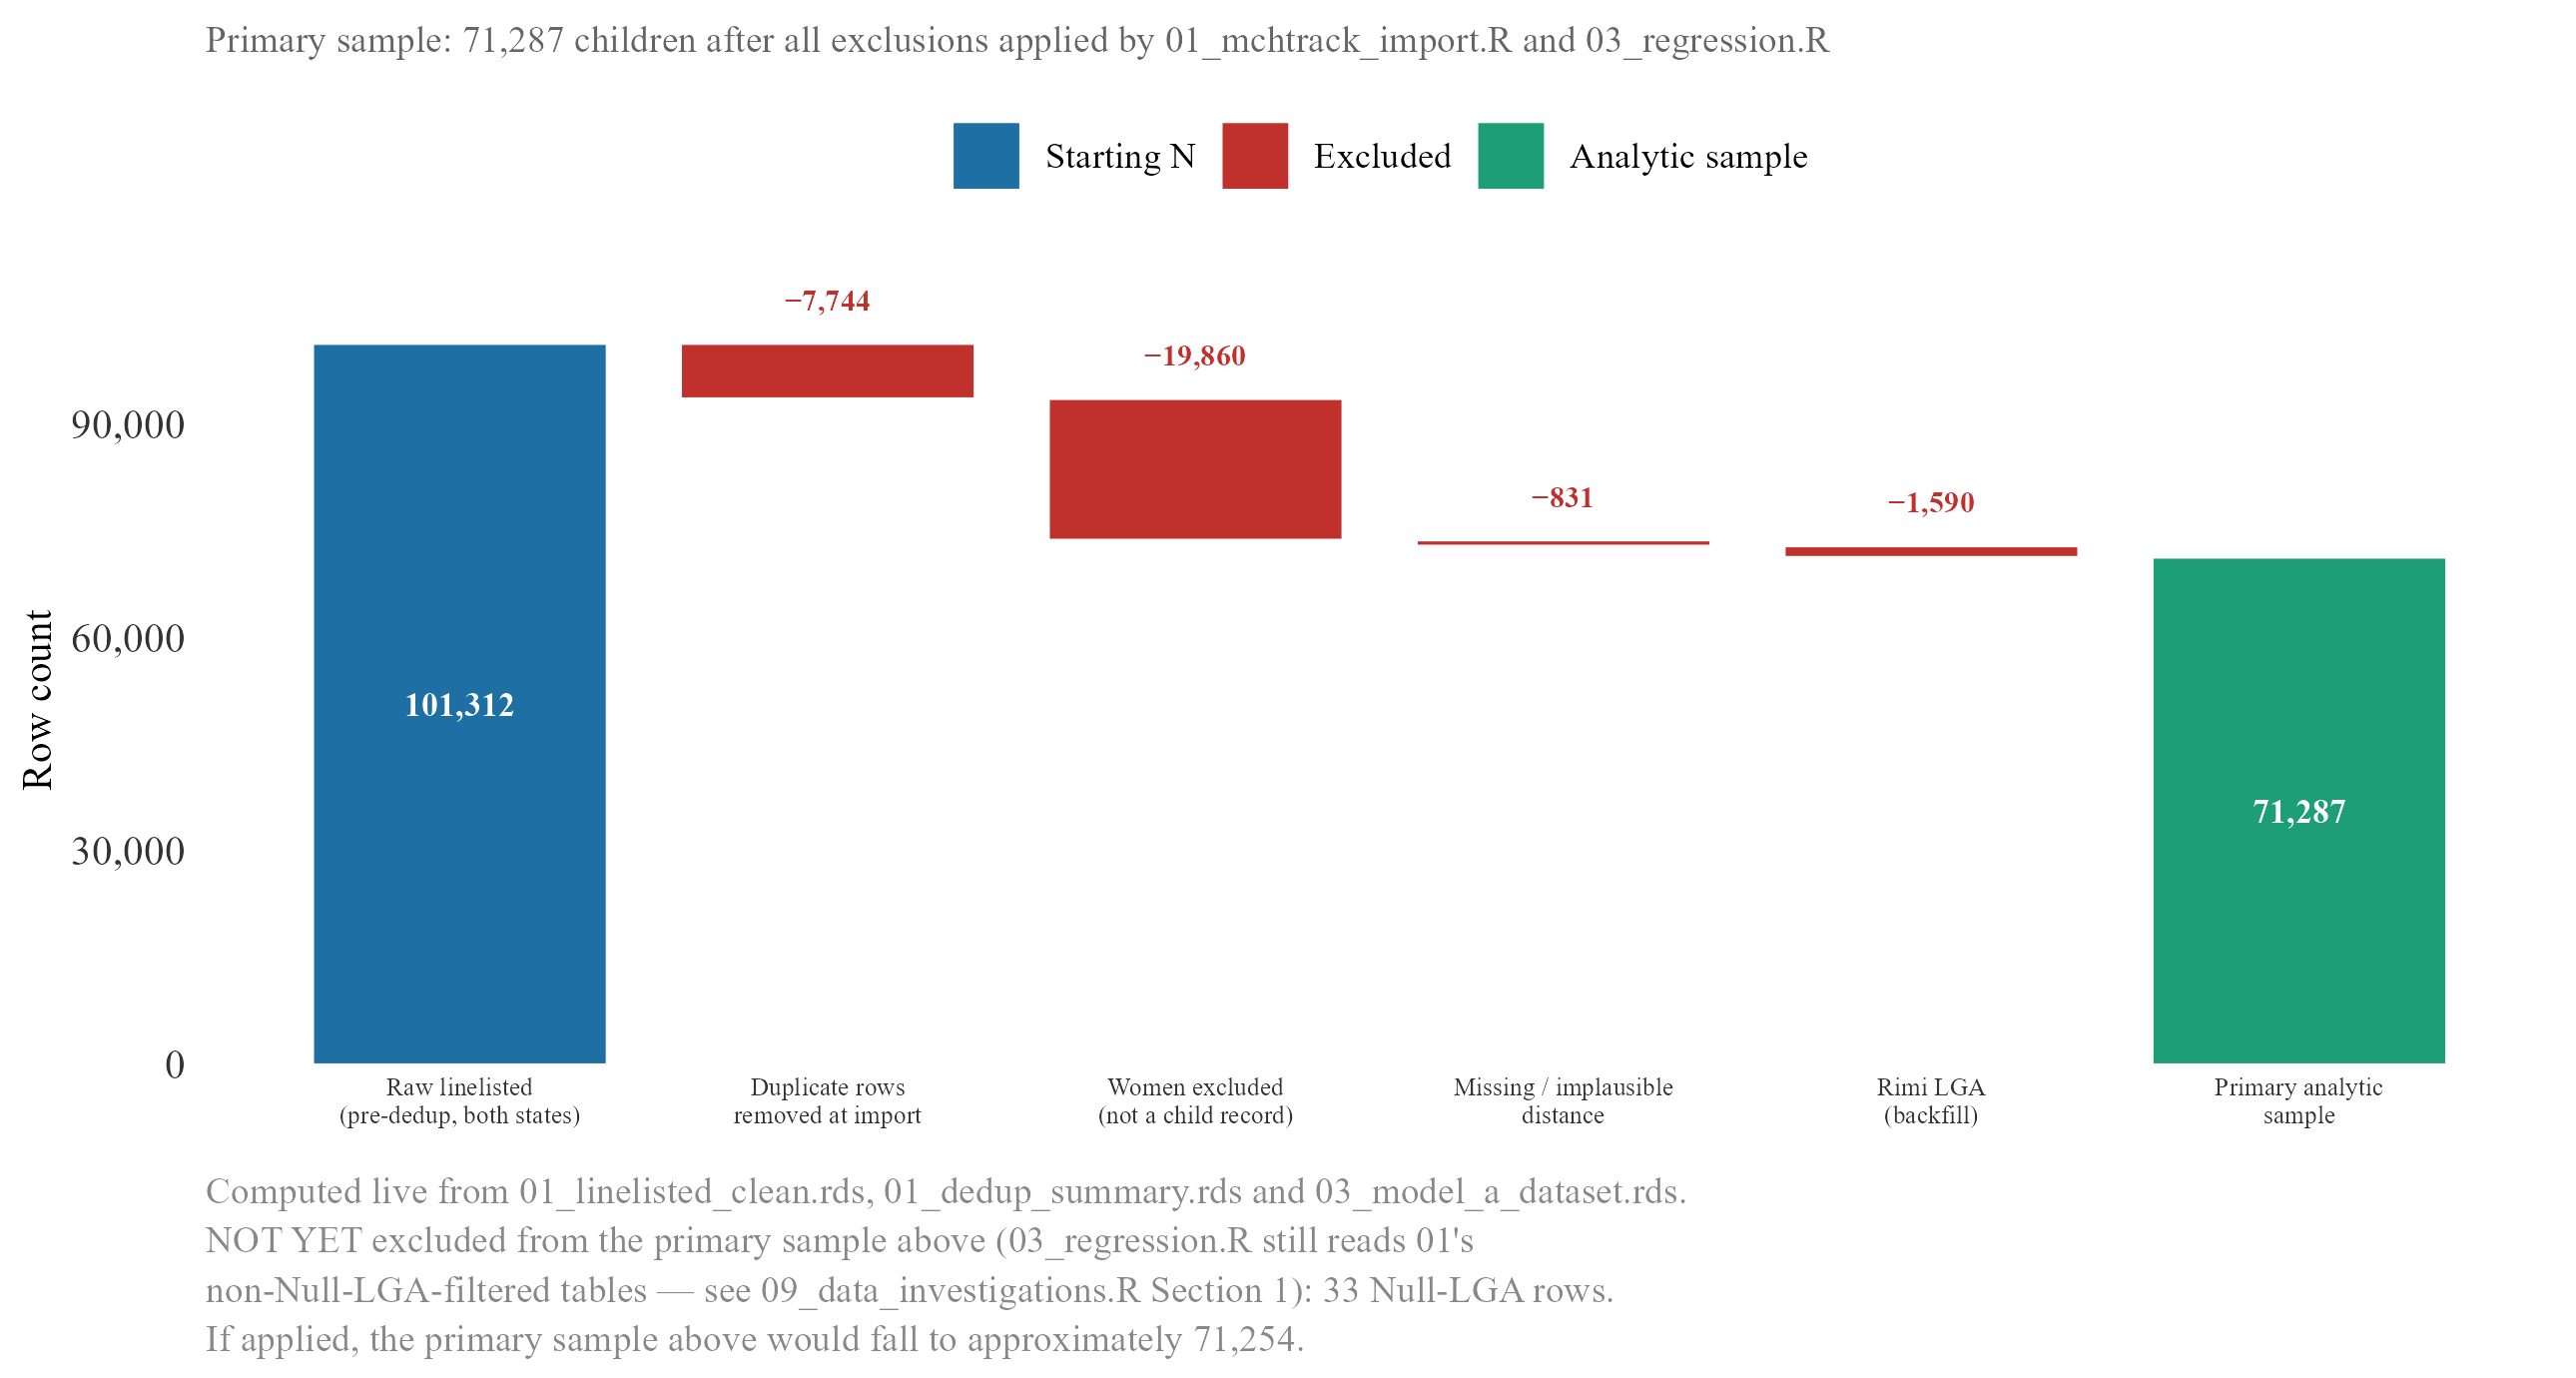 Primary sample: 71,287 children after all exclusions applied by 01_mchtrack_import.R and 03_regression.R
Starting N
Excluded
Analytic sample
Row count
90,000
60,000
30,000
0
101,312
−7,744
−19,860
−831
−1,590
71,287
Raw linelisted
(pre-dedup, both states)
Duplicate rows
removed at import
Women excluded
(not a child record)
Missing / implausible
distance
Rimi LGA
(backfill)
Primary analytic
sample
Computed live from 01_linelisted_clean.rds, 01_dedup_summary.rds and 03_model_a_dataset.rds.
NOT YET excluded from the primary sample above (03_regression.R still reads 01's
non-Null-LGA-filtered tables — see 09_data_investigations.R Section 1): 33 Null-LGA rows.
If applied, the primary sample above would fall to approximately 71,254.